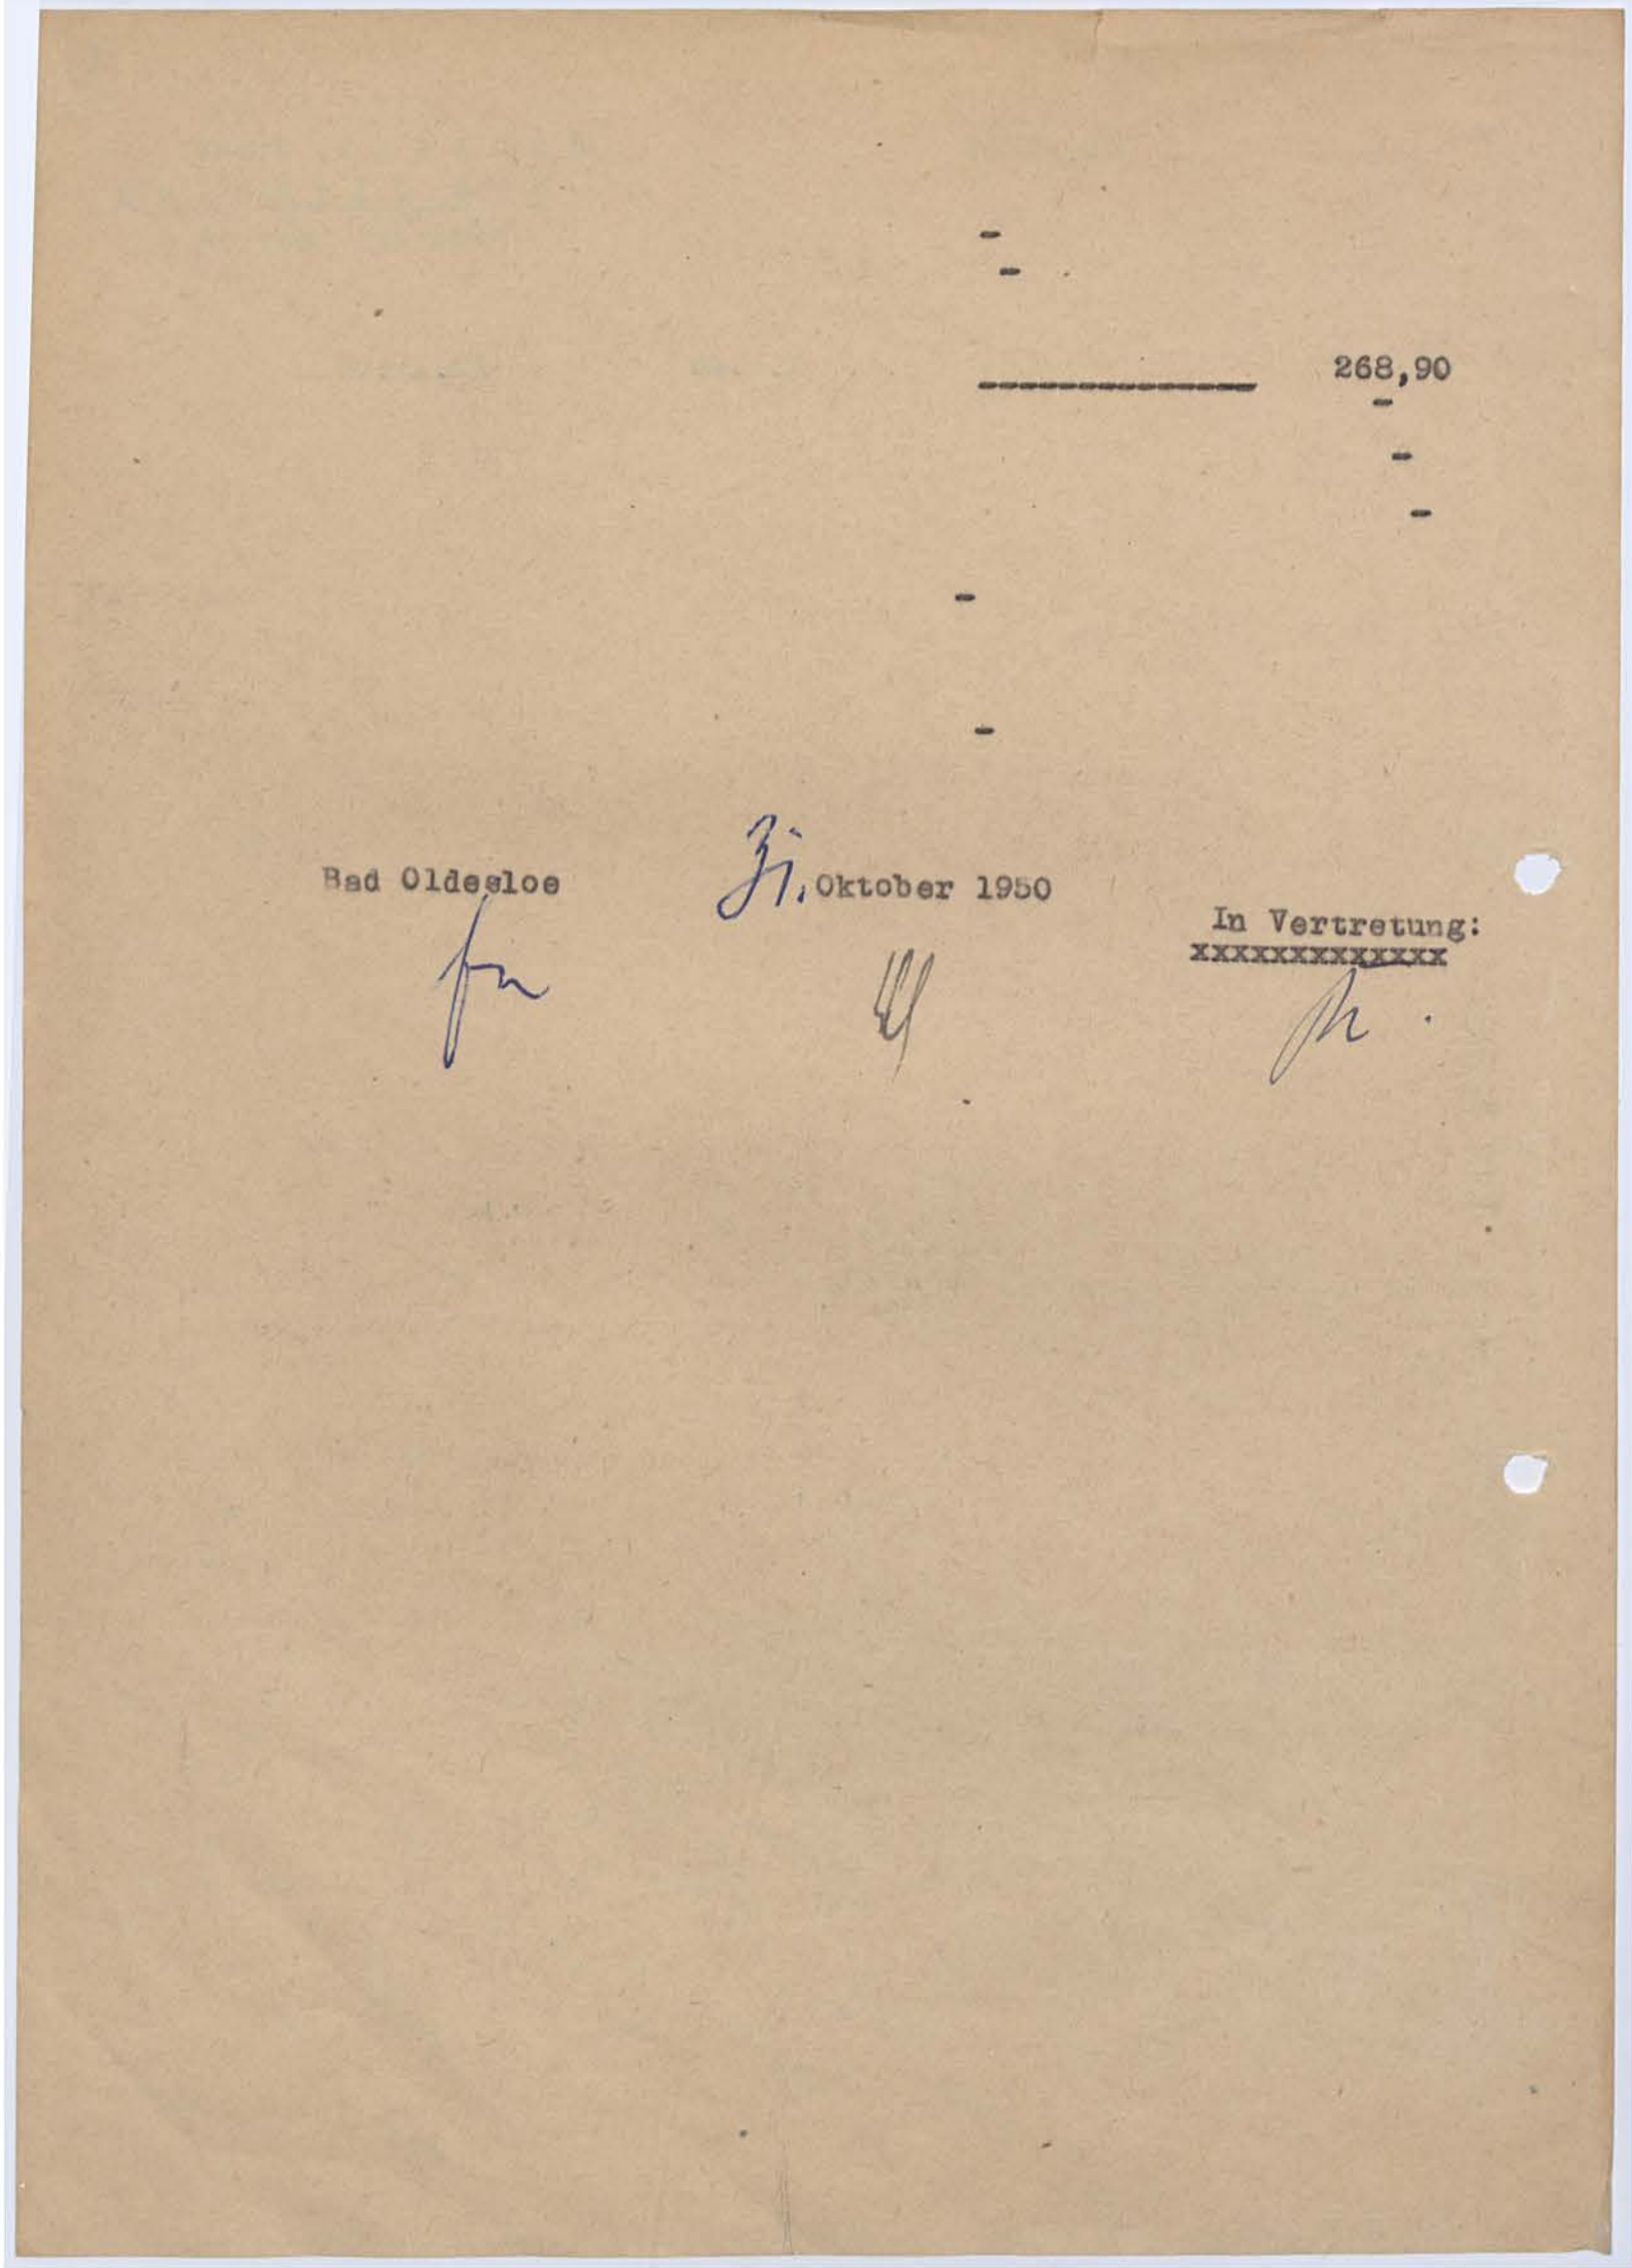 -
-
-------------- 268,90
-
-
-
-
-
Bad Oldesloe 31. Oktober 1950
In Vertretung:
xxxxxxxxxxxxx